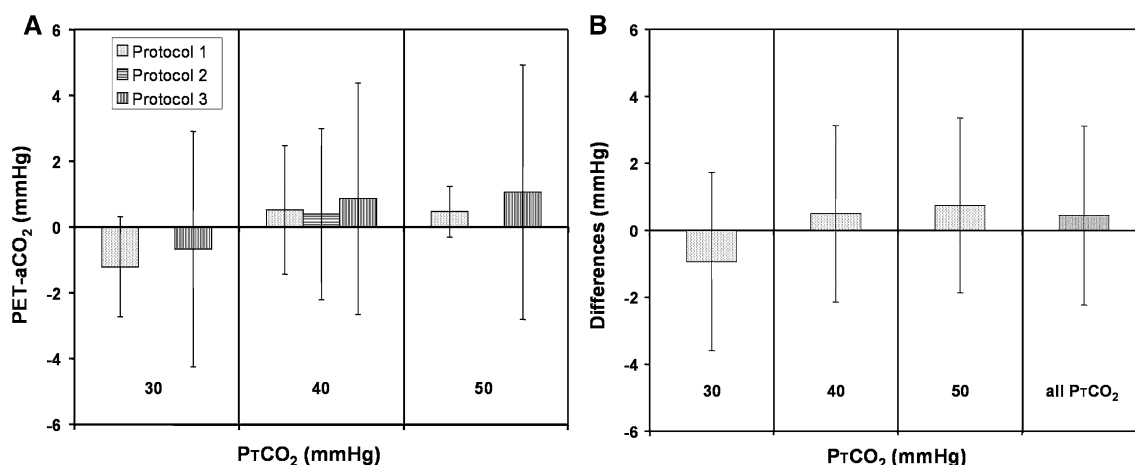 A
6
4
2
0
-2
-4
-6
PET-aCO₂ (mmHg)
Protocol 1
Protocol 2
Protocol 3
30
40
50
PTCO₂ (mmHg)
B
6
4
2
0
-2
-4
-6
Differences (mmHg)
30
40
50
all PTCO₂
PTCO₂ (mmHg)